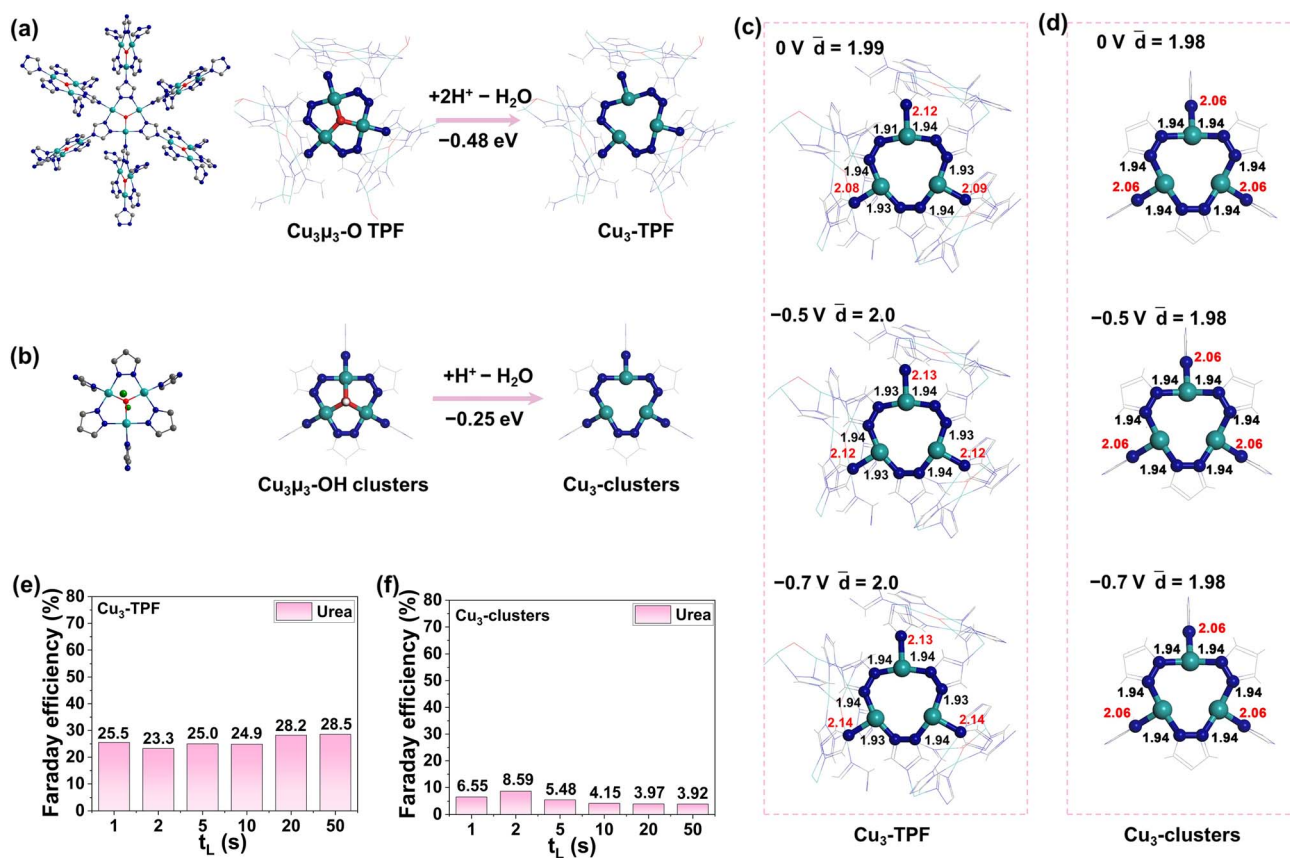 (a)
+2H⁺ − H₂O
−0.48 eV
Cu₃μ₃-O TPF
Cu₃-TPF
(b)
+H⁺ − H₂O
−0.25 eV
Cu₃μ₃-OH clusters
Cu₃-clusters
(c)
0 V d̅ = 1.99
2.12
1.91 1.94
1.94 1.93
2.08 2.09
1.93 1.94
−0.5 V d̅ = 2.0
2.13
1.93 1.94
1.94 1.93
2.12 2.12
1.93 1.94
−0.7 V d̅ = 2.0
2.13
1.94 1.94
1.94 1.93
2.14 2.14
1.93 1.94
Cu₃-TPF
(d)
0 V d̅ = 1.98
2.06
1.94 1.94
1.94 1.94
2.06 2.06
1.94 1.94
−0.5 V d̅ = 1.98
2.06
1.94 1.94
1.94 1.94
2.06 2.06
1.94 1.94
−0.7 V d̅ = 1.98
2.06
1.94 1.94
1.94 1.94
2.06 2.06
1.94 1.94
Cu₃-clusters
(e)
Faraday efficiency (%)
80
70
60
50
40
30
20
10
0
Cu₃-TPF
Urea
25.5 23.3 25.0 24.9 28.2 28.5
1 2 5 10 20 50
t_L (s)
(f)
Faraday efficiency (%)
80
70
60
50
40
30
20
10
0
Cu₃-clusters
Urea
6.55 8.59 5.48 4.15 3.97 3.92
1 2 5 10 20 50
t_L (s)